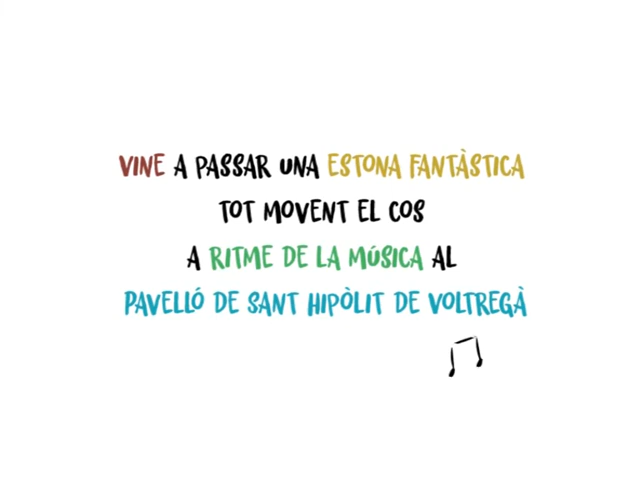 VINE A PASSAR UNA ESTONA FANTÀSTICA
TOT MOVENT EL COS
A RITME DE LA MÚSICA AL
PAVELLÓ DE SANT HIPÒLIT DE VOLTREGÀ